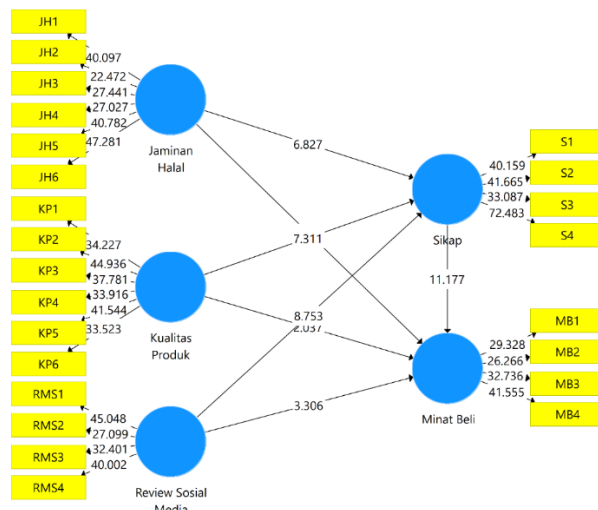 JH1
JH2
JH3
JH4
JH5
JH6
40.097
22.472
27.441
27.027
40.782
47.281
Jaminan
Halal
KP1
KP2
KP3
KP4
KP5
KP6
34.227
44.936
37.781
33.916
41.544
33.523
Kualitas
Produk
RMS1
RMS2
RMS3
RMS4
45.048
27.099
32.401
40.002
Review Sosial
Media
6.827
7.311
8.753
2.037
3.306
11.177
Sikap
40.159
41.665
33.087
72.483
S1
S2
S3
S4
Minat Beli
29.328
26.266
32.736
41.555
MB1
MB2
MB3
MB4